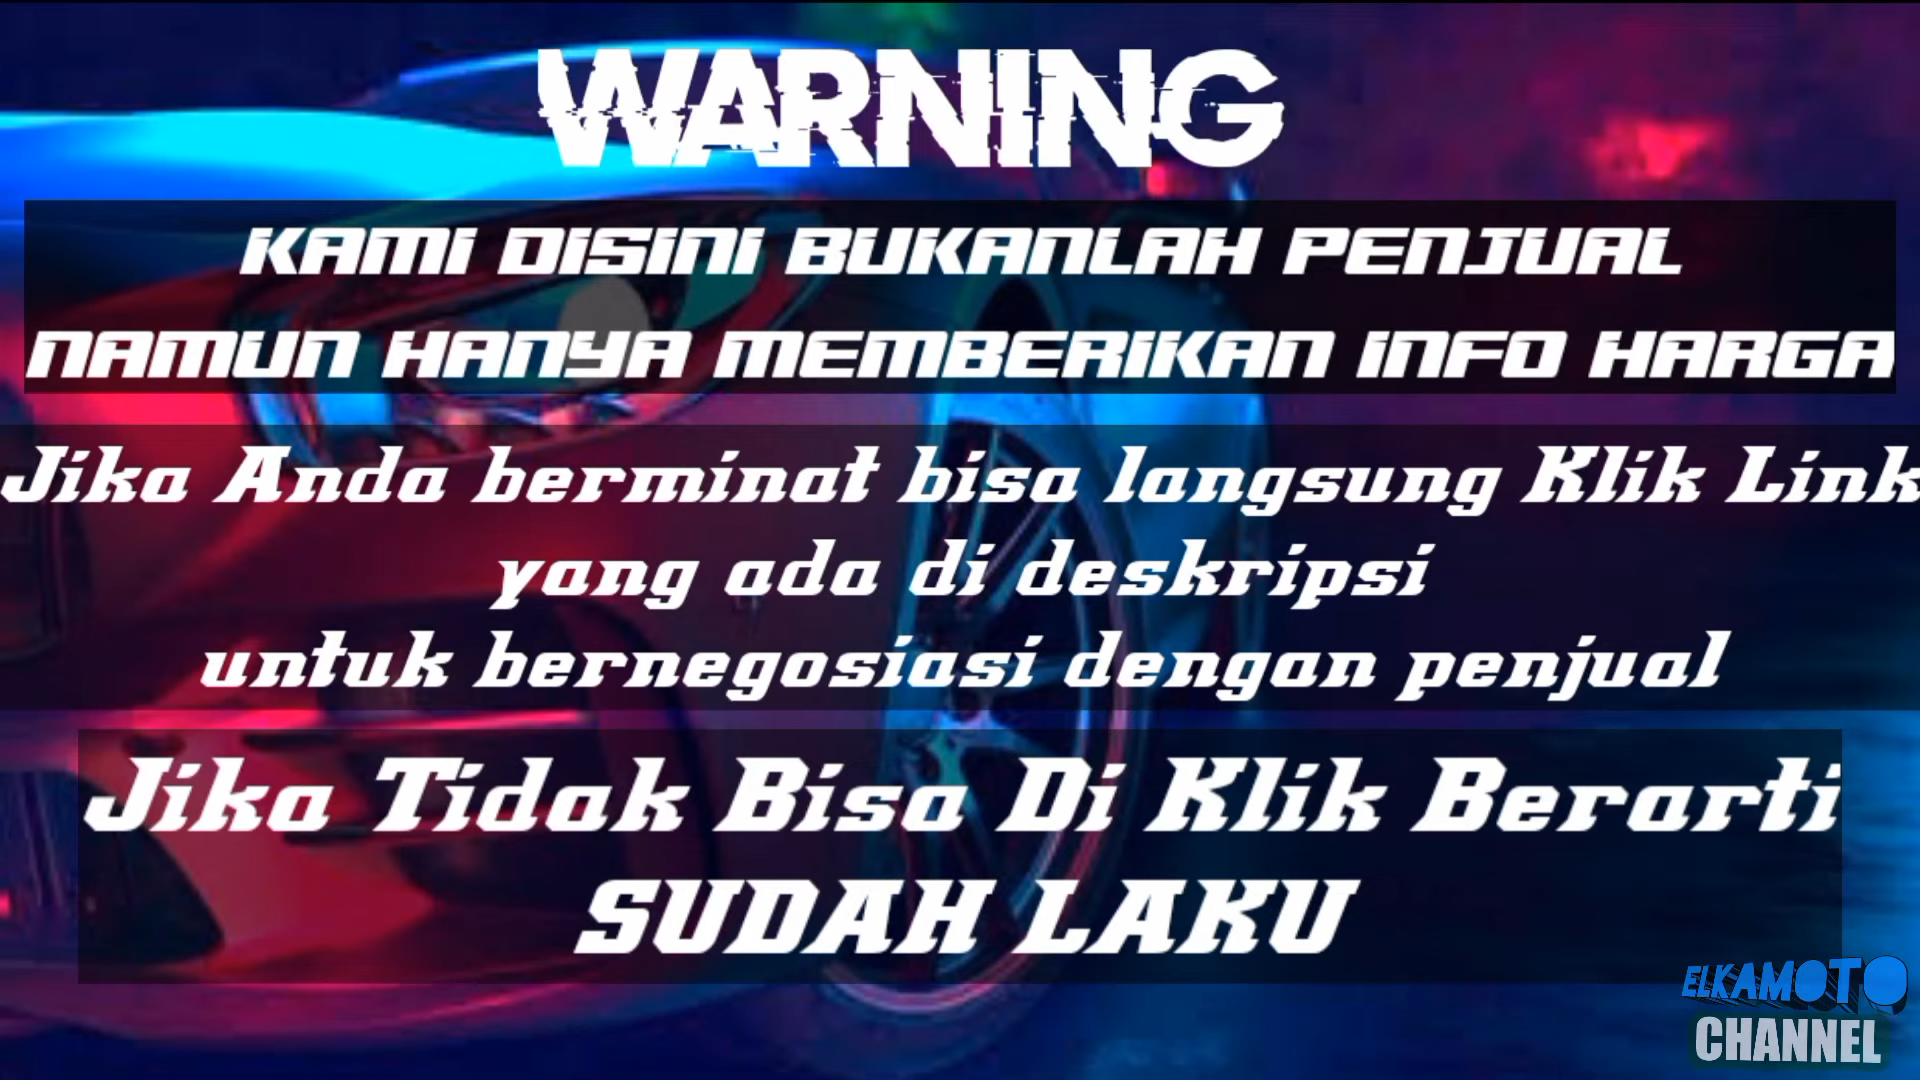 WARNING
KAMI DISINI BUKANLAH PENJUAL
NAMUN HANYA MEMBERIKAN INFO HARGA
Jika Anda berminat bisa langsung Klik Link
yang ada di deskripsi
untuk bernegosiasi dengan penjual
Jika Tidak Bisa Di Klik Berarti
SUDAH LAKU
ELKAMOTO
CHANNEL